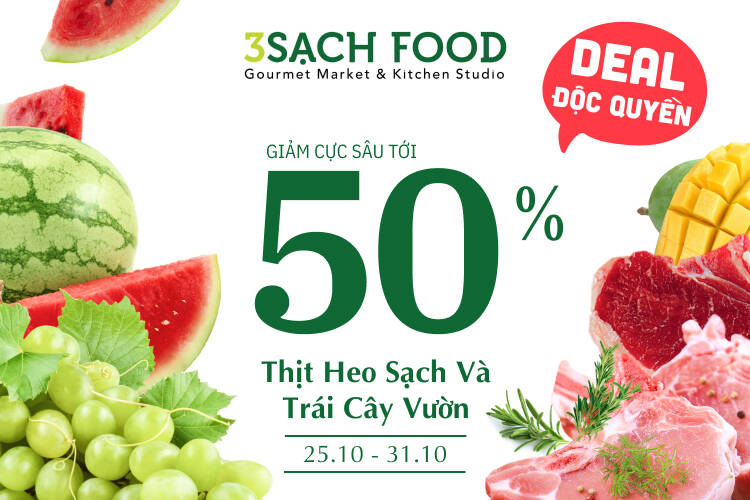 3SẠCH FOOD
Gourmet Market & Kitchen Studio
DEAL
ĐỘC QUYỀN
GIẢM CỰC SÂU TỚI
50%
Thịt Heo Sạch Và
Trái Cây Vườn
25.10 - 31.10